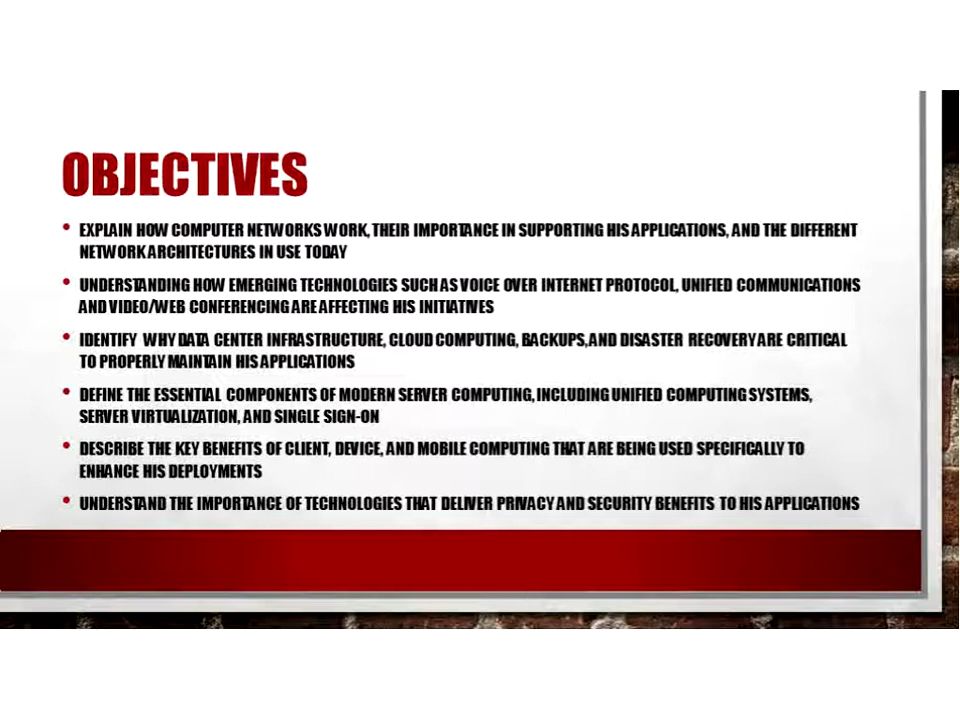 OBJECTIVES
• EXPLAIN HOW COMPUTER NETWORKS WORK, THEIR IMPORTANCE IN SUPPORTING HIS APPLICATIONS, AND THE DIFFERENT
NETWORK ARCHITECTURES IN USE TODAY
• UNDERSTANDING HOW EMERGING TECHNOLOGIES SUCH AS VOICE OVER INTERNET PROTOCOL, UNIFIED COMMUNICATIONS
AND VIDEO/WEB CONFERENCING ARE AFFECTING HIS INITIATIVES
• IDENTIFY WHY DATA CENTER INFRASTRUCTURE, CLOUD COMPUTING, BACKUPS, AND DISASTER RECOVERY ARE CRITICAL
TO PROPERLY MAINTAIN HIS APPLICATIONS
• DEFINE THE ESSENTIAL COMPONENTS OF MODERN SERVER COMPUTING, INCLUDING UNIFIED COMPUTING SYSTEMS,
SERVER VIRTUALIZATION, AND SINGLE SIGN-ON
• DESCRIBE THE KEY BENEFITS OF CLIENT, DEVICE, AND MOBILE COMPUTING THAT ARE BEING USED SPECIFICALLY TO
ENHANCE HIS DEPLOYMENTS
• UNDERSTAND THE IMPORTANCE OF TECHNOLOGIES THAT DELIVER PRIVACY AND SECURITY BENEFITS TO HIS APPLICATIONS